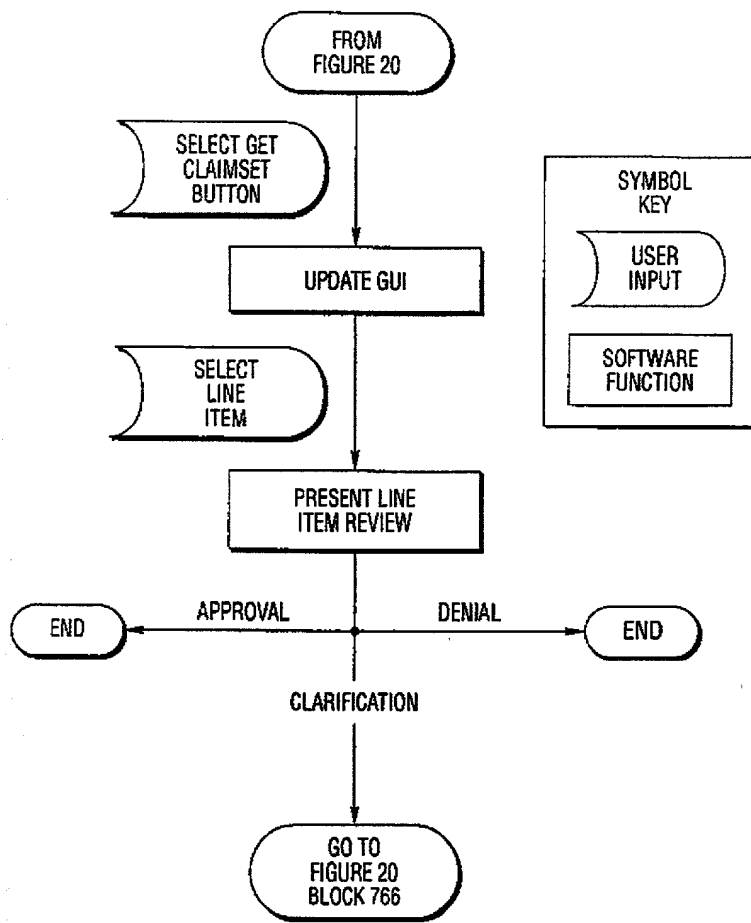 FROM
FIGURE 20
SELECT GET
CLAIMSET
BUTTON
SYMBOL
KEY
USER
INPUT
UPDATE GUI
SOFTWARE
FUNCTION
SELECT
LINE
ITEM
PRESENT LINE
ITEM REVIEW
END
APPROVAL
DENIAL
END
CLARIFICATION
GO TO
FIGURE 20
BLOCK 766